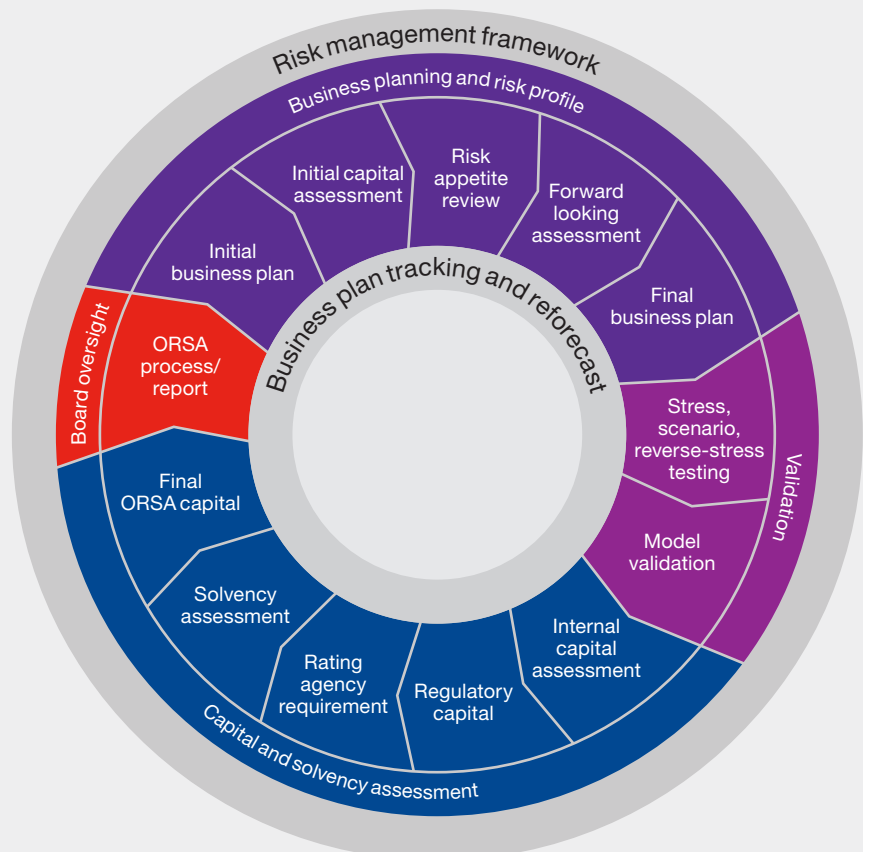 Risk management framework
Business planning and risk profile
Initial
business plan
Initial capital
assessment
Risk
appetite
review
Forward
looking
assessment
Final
business plan
Validation
Stress,
scenario,
reverse-stress
testing
Model
validation
Capital and solvency assessment
Internal
capital
assessment
Regulatory
capital
Rating
agency
requirement
Solvency
assessment
Final
ORSA capital
Board oversight
ORSA
process/
report
Business plan tracking and reforecast